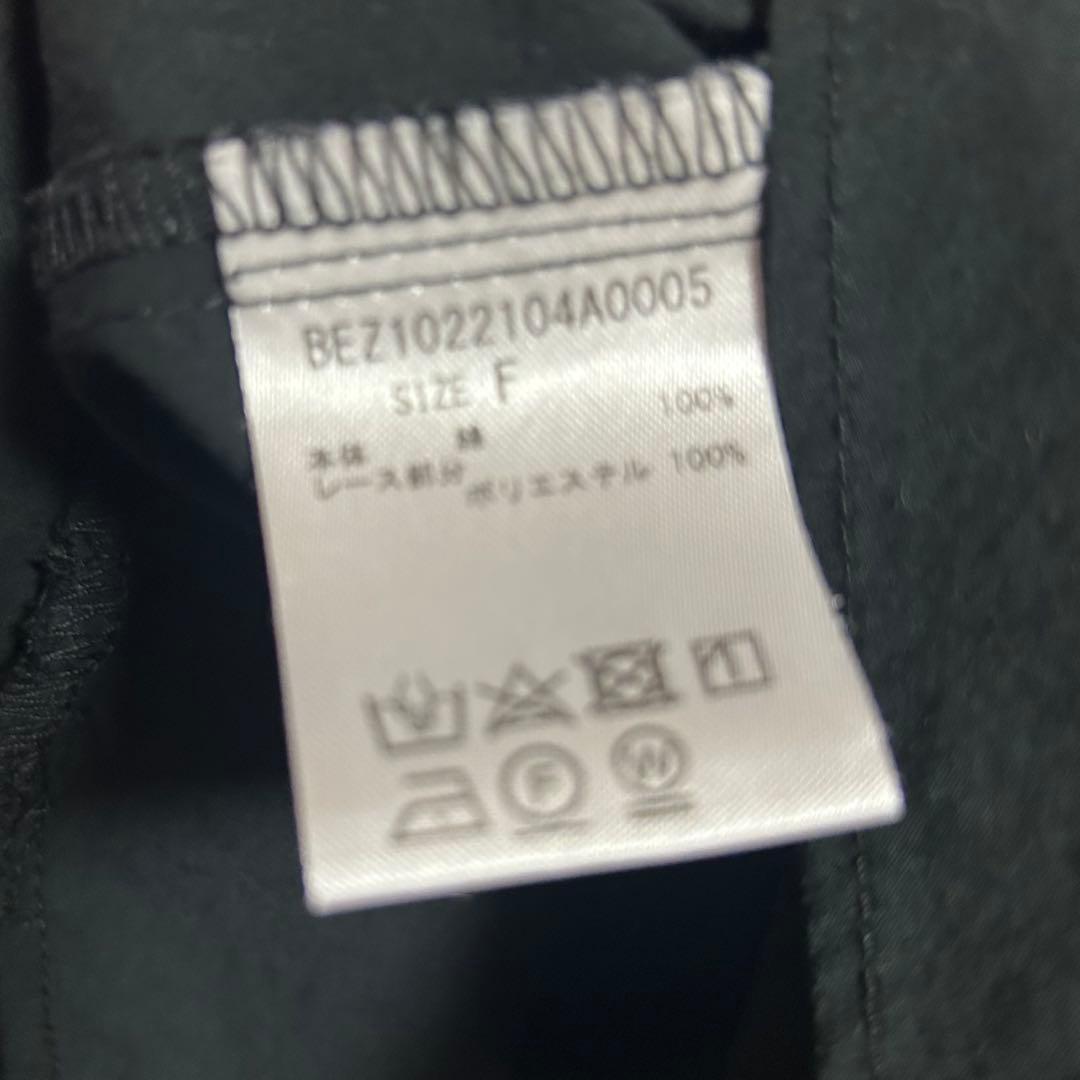 BEZ1022104A0005
SIZE F
本体 綿 100%
レース部分 ポリエステル 100%
F W